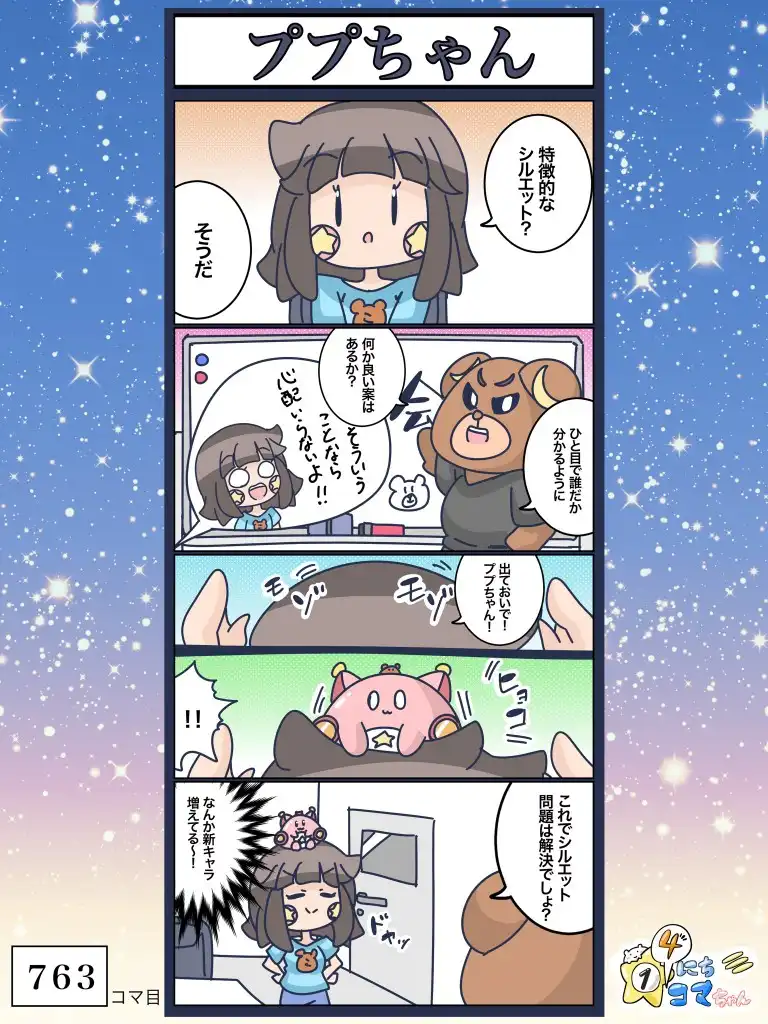 ププちゃん
特徴的な
シルエット?
そうだ
ひと目で誰だか
分かるように
何か良い案は
あるか?
会
そういう
ことなら
心配いらないよ!!
出ておいで!
ププちゃん!
モゾ
モゾ
ヒョコ
!!
これでシルエット
問題は解決でしょ?
ドヤッ
なんか新キャラ
増えてる〜!
763
コマ目
1
にち
4
コマ
ちゃん